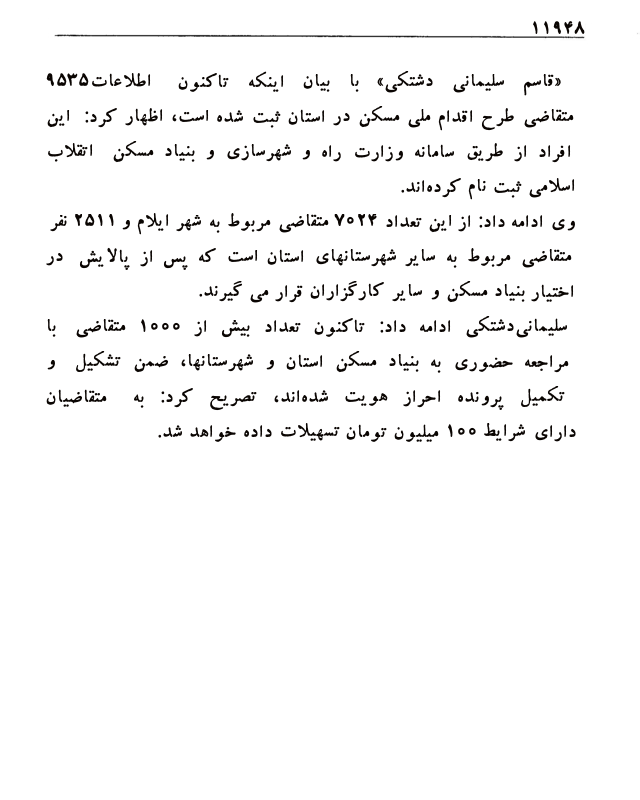 ۱۱۹۴۸
«قاسم سلیمانی دشتکی» با بیان اینکه تاکنون اطلاعات۹۵۳۵
متقاضی طرح اقدام ملی مسکن در استان ثبت شده است، اظهار کرد: این
افراد از طریق سامانه وزارت راه و شهرسازی و بنیاد مسکن انقلاب
اسلامی ثبت نام کرده‌اند.
وی ادامه داد: از این تعداد ۷۰۲۴ متقاضی مربوط به شهر ایلام و ۲۵۱۱ نفر
متقاضی مربوط به سایر شهرستانهای استان است که پس از پالایش در
اختیار بنیاد مسکن و سایر کارگزاران قرار می گیرند.
سلیمانی‌دشتکی ادامه داد: تاکنون تعداد بیش از ۱۰۰۰ متقاضی با
مراجعه حضوری به بنیاد مسکن استان و شهرستانها، ضمن تشکیل و
تکمیل پرونده احراز هویت شده‌اند، تصریح کرد: به متقاضیان
دارای شرایط ۱۰۰ میلیون تومان تسهیلات داده خواهد شد.